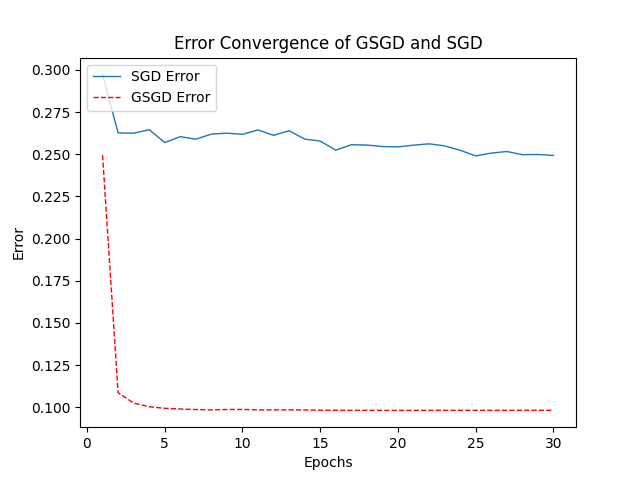 Error Convergence of GSGD and SGD
SGD Error
GSGD Error
0.300
0.275
0.250
0.225
0.200
0.175
0.150
0.125
0.100
Error
0 5 10 15 20 25 30
Epochs